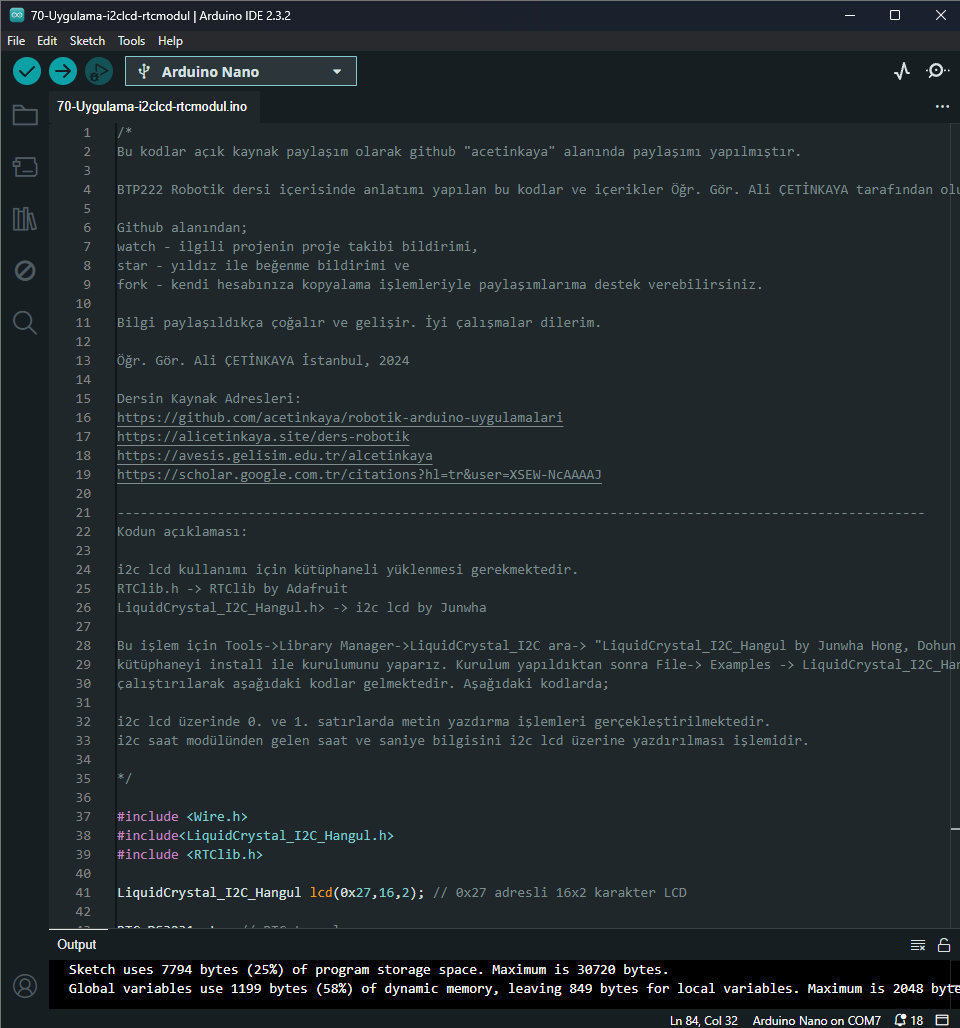 70-Uygulama-i2clcd-rtcmodul | Arduino IDE 2.3.2
File Edit Sketch Tools Help
Arduino Nano
70-Uygulama-i2clcd-rtcmodul.ino
1 /*
2 Bu kodlar açık kaynak paylaşım olarak github "acetinkaya" alanında paylaşımı yapılmıştır.
3
4 BTP222 Robotik dersi içerisinde anlatımı yapılan bu kodlar ve içerikler Öğr. Gör. Ali ÇETİNKAYA tarafından olu
5
6 Github alanından;
7 watch - ilgili projenin proje takibi bildirimi,
8 star - yıldız ile beğenme bildirimi ve
9 fork - kendi hesabınıza kopyalama işlemleriyle paylaşımlarıma destek verebilirsiniz.
10
11 Bilgi paylaşıldıkça çoğalır ve gelişir. İyi çalışmalar dilerim.
12
13 Öğr. Gör. Ali ÇETİNKAYA İstanbul, 2024
14
15 Dersin Kaynak Adresleri:
16 https://github.com/acetinkaya/robotik-arduino-uygulamalari
17 https://alicetinkaya.site/ders-robotik
18 https://avesis.gelisim.edu.tr/alcetinkaya
19 https://scholar.google.com.tr/citations?hl=tr&user=XSEW-NcAAAAJ
20
21 ---------------------------------------------------------------------------------------------------------
22 Kodun açıklaması:
23
24 i2c lcd kullanımı için kütüphaneli yüklenmesi gerekmektedir.
25 RTClib.h -> RTClib by Adafruit
26 LiquidCrystal_I2C_Hangul.h> -> i2c lcd by Junwha
27
28 Bu işlem için Tools->Library Manager->LiquidCrystal_I2C ara-> "LiquidCrystal_I2C_Hangul by Junwha Hong, Dohun
29 kütüphaneyi install ile kurulumunu yaparız. Kurulum yapıldıktan sonra File-> Examples -> LiquidCrystal_I2C_Han
30 çalıştırılarak aşağıdaki kodlar gelmektedir. Aşağıdaki kodlarda;
31
32 i2c lcd üzerinde 0. ve 1. satırlarda metin yazdırma işlemleri gerçekleştirilmektedir.
33 i2c saat modülünden gelen saat ve saniye bilgisini i2c lcd üzerine yazdırılması işlemidir.
34
35 */
36
37 #include <Wire.h>
38 #include<LiquidCrystal_I2C_Hangul.h>
39 #include <RTClib.h>
40
41 LiquidCrystal_I2C_Hangul lcd(0x27,16,2); // 0x27 adresli 16x2 karakter LCD
42
Output
Sketch uses 7794 bytes (25%) of program storage space. Maximum is 30720 bytes.
Global variables use 1199 bytes (58%) of dynamic memory, leaving 849 bytes for local variables. Maximum is 2048 byte
Ln 84, Col 32 Arduino Nano on COM7 18